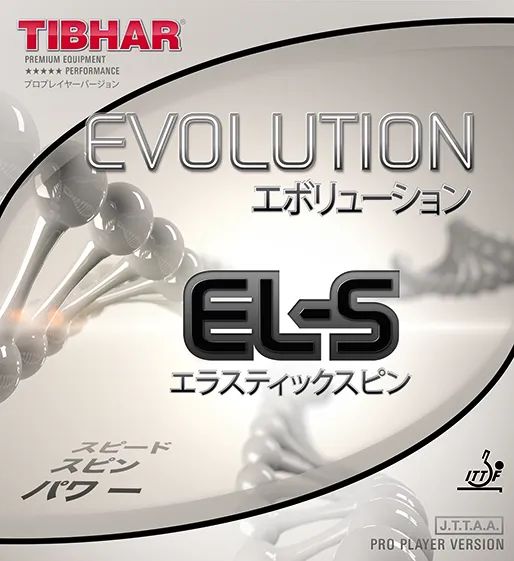 TIBHAR®
PREMIUM EQUIPMENT
★★★★★ PERFORMANCE
プロプレイヤーバージョン
EVOLUTION
エボリューション
EL-S
エラスティックスピン
スピード
スピン
パワー
ITTF
J.T.T.A.A.
PRO PLAYER VERSION